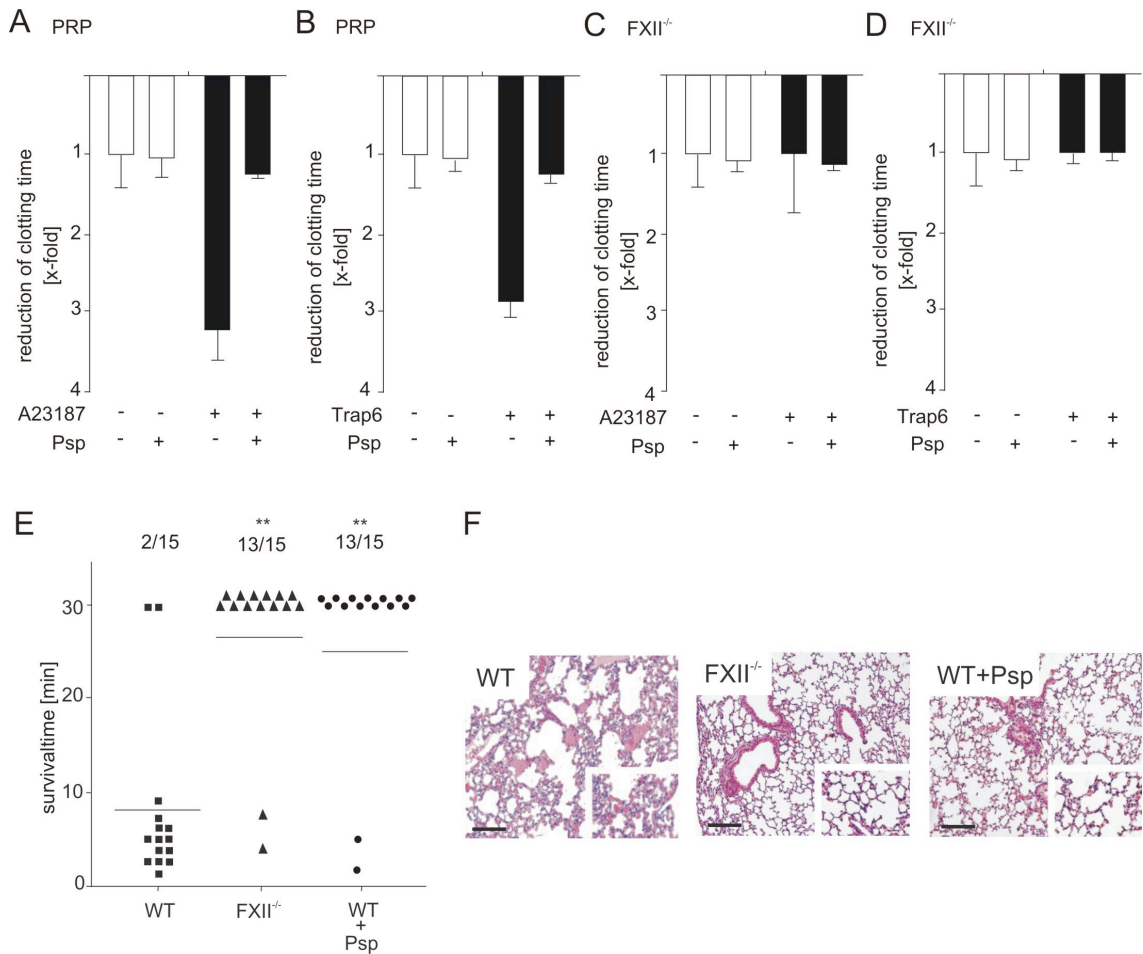 A PRP
reduction of clotting time
[x-fold]
1
2
3
4
A23187 - - + +
Psp - + - +
B PRP
reduction of clotting time
[x-fold]
1
2
3
4
Trap6 - - + +
Psp - + - +
C FXII-/-
reduction of clotting time
[x-fold]
1
2
3
4
A23187 - - + +
Psp - + - +
D FXII-/-
reduction of clotting time
[x-fold]
1
2
3
4
Trap6 - - + +
Psp - + - +
E
** **
2/15 13/15 13/15
survivaltime [min]
30
20
10
0
WT FXII-/- WT
+
Psp
F
WT
FXII-/-
WT+Psp